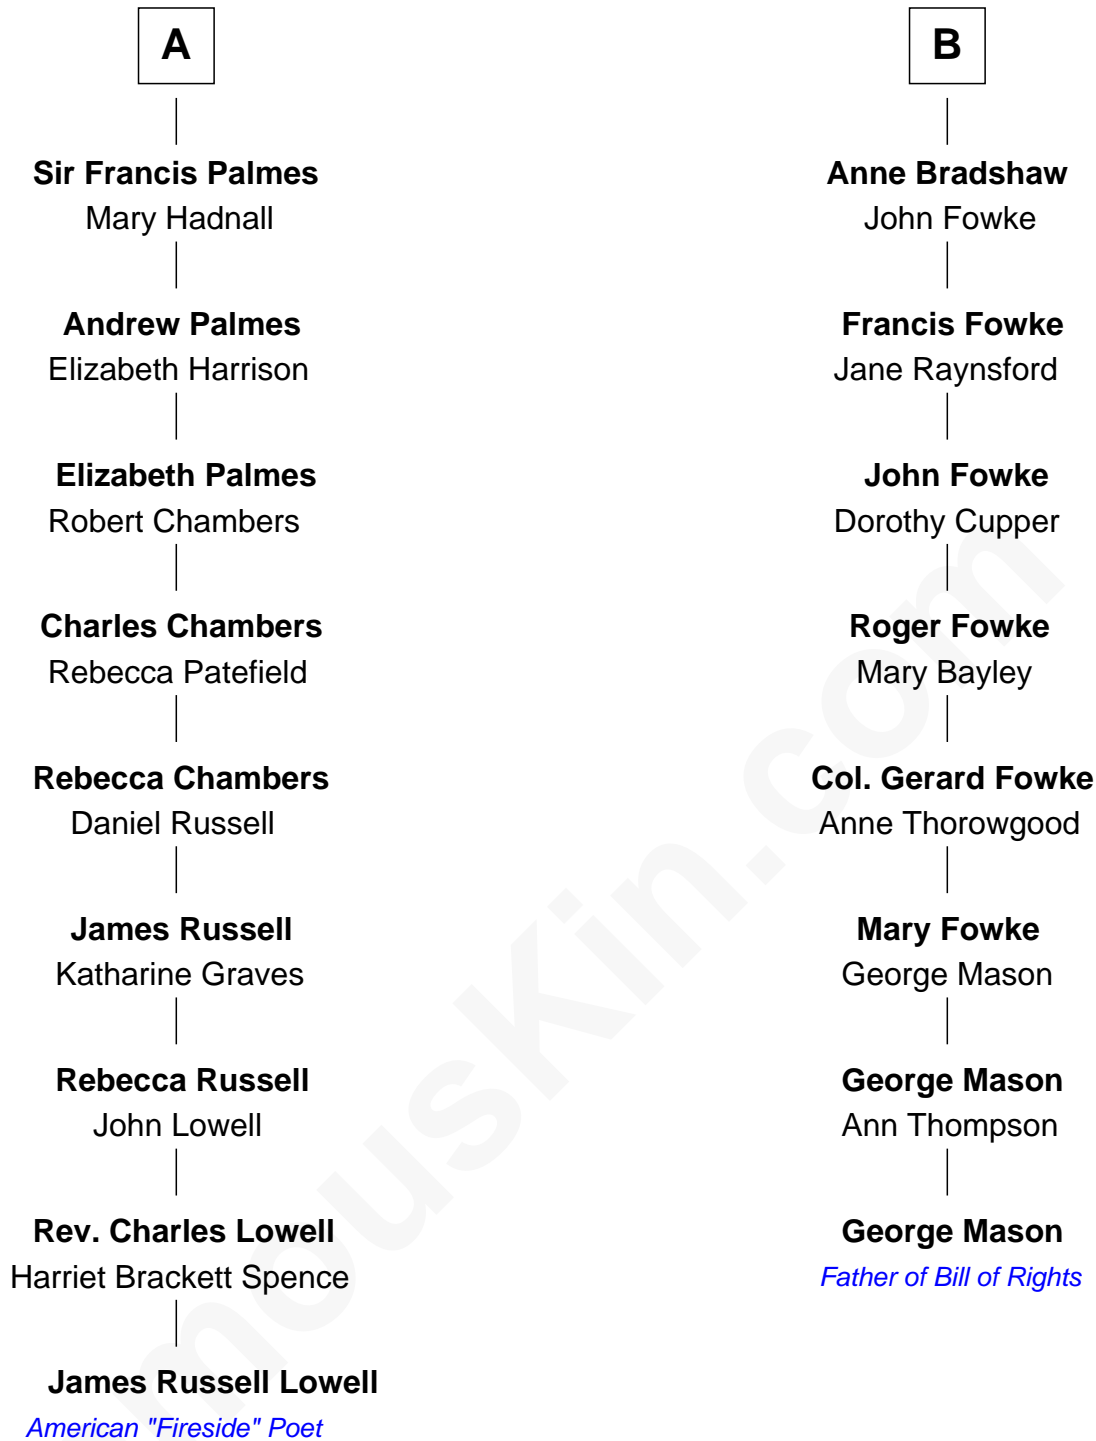 A
Sir Francis Palmes
Mary Hadnall
Andrew Palmes
Elizabeth Harrison
Elizabeth Palmes
Robert Chambers
Charles Chambers
Rebecca Patefield
Rebecca Chambers
Daniel Russell
James Russell
Katharine Graves
Rebecca Russell
John Lowell
Rev. Charles Lowell
Harriet Brackett Spence
James Russell Lowell
American "Fireside" Poet
B
Anne Bradshaw
John Fowke
Francis Fowke
Jane Raynsford
John Fowke
Dorothy Cupper
Roger Fowke
Mary Bayley
Col. Gerard Fowke
Anne Thorowgood
Mary Fowke
George Mason
George Mason
Ann Thompson
George Mason
Father of Bill of Rights
mousKin.com